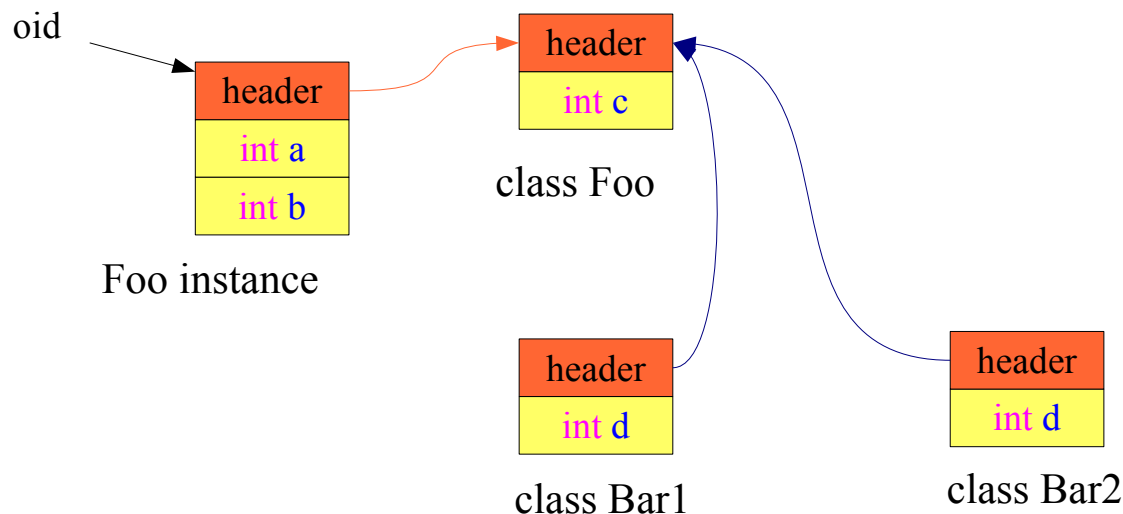 oid
header
int a
int b
Foo instance
header
int c
class Foo
header
int d
class Bar1
header
int d
class Bar2